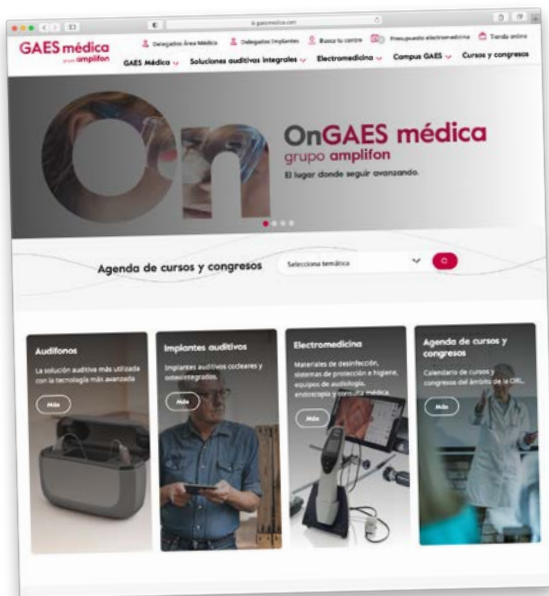 gaesmedica.com
GAES médica
grupo amplifon
Delegados Área Médica
Delegados Implantes
Busca tu centro
Presupuesto electromedicina
Tienda online
GAES Médica
Soluciones auditivas integrales
Electromedicina
Campus GAES
Cursos y congresos
On
OnGAES médica
grupo amplifon
El lugar donde seguir avanzando.
Agenda de cursos y congresos
Selecciona temática
Audífonos
La solución auditiva más utilizada
con la tecnología más avanzada
Más
Implantes auditivos
Implantes auditivos cocleares y
osteointegrados.
Más
Electromedicina
Materiales de desinfección,
sistemas de protección e higiene,
equipos de audiología,
endoscopia y consulta médica.
Más
Agenda de cursos y
congresos
Calendario de cursos y
congresos del ámbito de la ORL.
Más